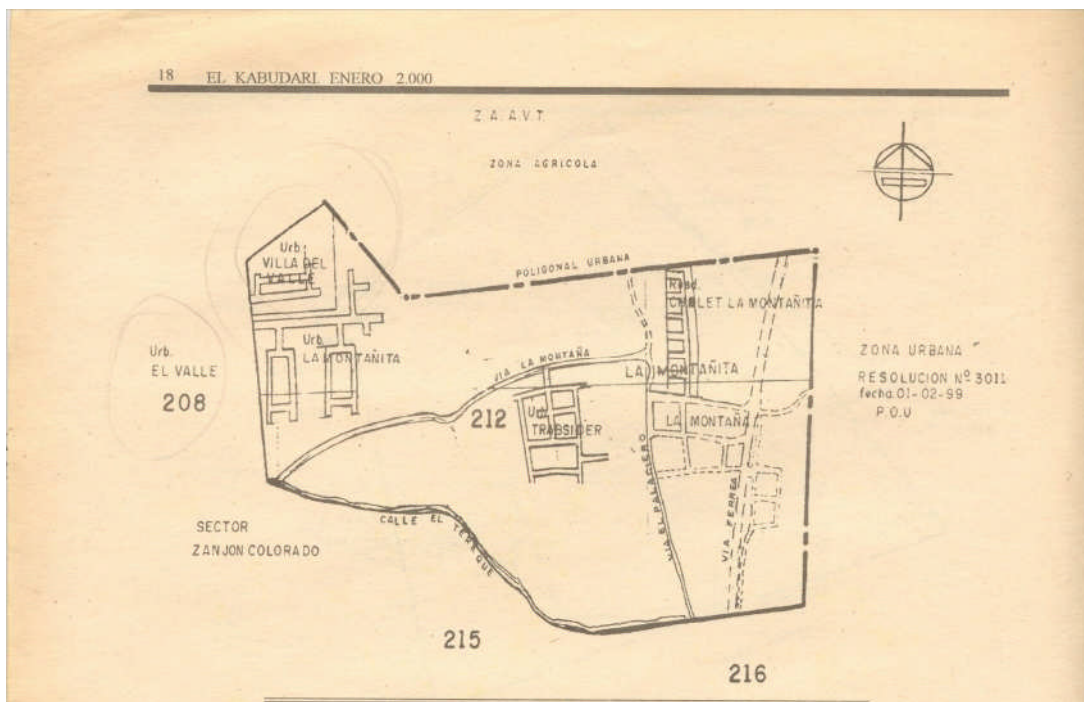 18 EL KABUDARI ENERO 2.000
Z.A.A.V.T.
ZONA AGRICOLA
Urb.
VILLA DEL
VALLE
POLIGONAL URBANA
Resd.
CHALET LA MONTAÑITA
Urb.
EL VALLE
208
Urb.
LA MONTAÑITA
VIA LA MONTAÑA
LA MONTAÑITA
ZONA URBANA
RESOLUCION Nº 3011
fecha.01-02-99
P.O.U
212
Urb.
TRABSIDER
LA MONTAÑA
VIA EL PALACIERO
VIA FERREA
SECTOR
ZANJON COLORADO
CALLE EL TEREQUE
215
216